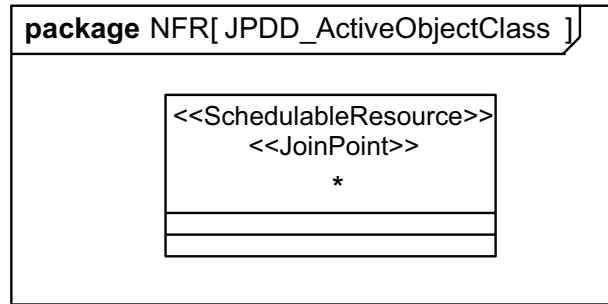 package NFR[ JPDD_ActiveObjectClass ]
<<SchedulableResource>>
<<JoinPoint>>
*